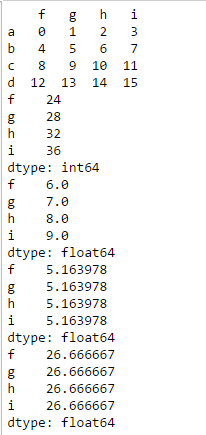 f   g   h   i
a   0   1   2   3
b   4   5   6   7
c   8   9  10  11
d  12  13  14  15
f    24
g    28
h    32
i    36
dtype: int64
f    6.0
g    7.0
h    8.0
i    9.0
dtype: float64
f    5.163978
g    5.163978
h    5.163978
i    5.163978
dtype: float64
f    26.666667
g    26.666667
h    26.666667
i    26.666667
dtype: float64